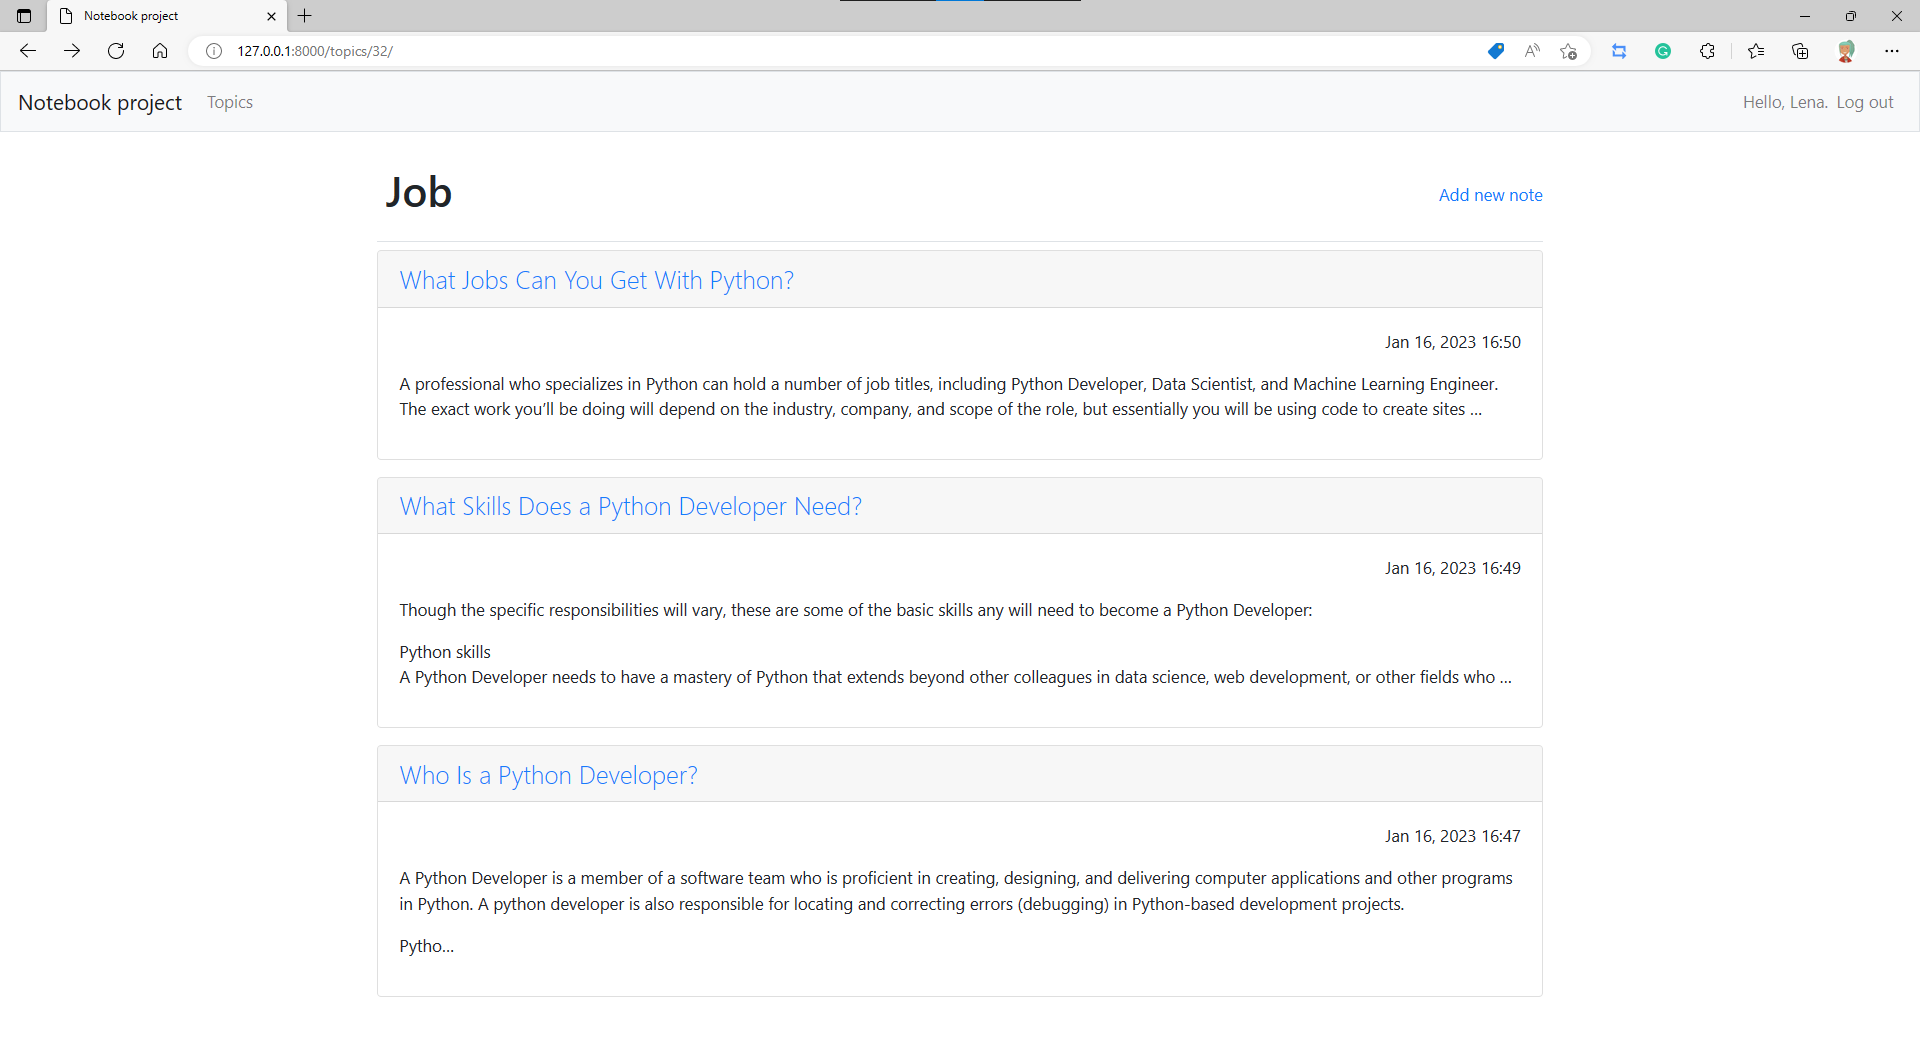 Notebook project
127.0.0.1:8000/topics/32/
Notebook project Topics Hello, Lena. Log out
Job
Add new note
What Jobs Can You Get With Python?
Jan 16, 2023 16:50
A professional who specializes in Python can hold a number of job titles, including Python Developer, Data Scientist, and Machine Learning Engineer.
The exact work you’ll be doing will depend on the industry, company, and scope of the role, but essentially you will be using code to create sites ...
What Skills Does a Python Developer Need?
Jan 16, 2023 16:49
Though the specific responsibilities will vary, these are some of the basic skills any will need to become a Python Developer:
Python skills
A Python Developer needs to have a mastery of Python that extends beyond other colleagues in data science, web development, or other fields who ...
Who Is a Python Developer?
Jan 16, 2023 16:47
A Python Developer is a member of a software team who is proficient in creating, designing, and delivering computer applications and other programs
in Python. A python developer is also responsible for locating and correcting errors (debugging) in Python-based development projects.
Pytho...